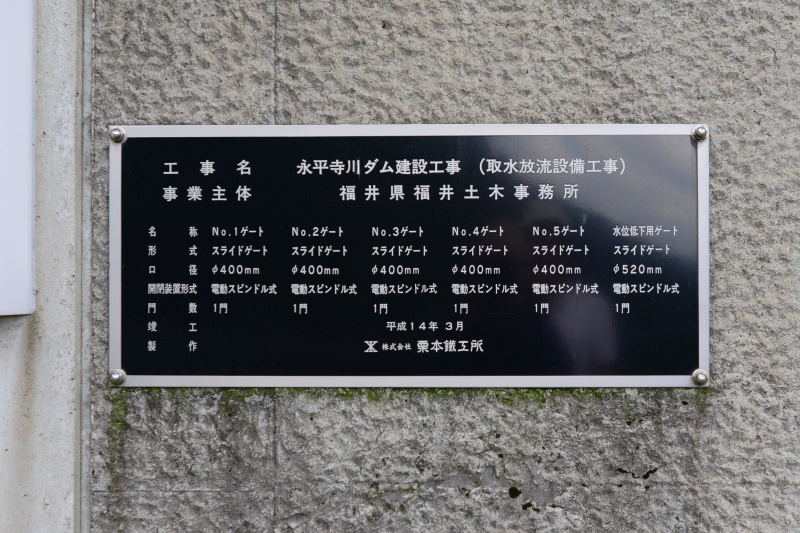 工事名 永平寺川ダム建設工事 （取水放流設備工事）
事業主体 福井県福井土木事務所
名称 No.1ゲート No.2ゲート No.3ゲート No.4ゲート No.5ゲート 水位低下用ゲート
形式 スライドゲート スライドゲート スライドゲート スライドゲート スライドゲート スライドゲート
口径 φ400mm φ400mm φ400mm φ400mm φ400mm φ520mm
開閉装置形式 電動スピンドル式 電動スピンドル式 電動スピンドル式 電動スピンドル式 電動スピンドル式 電動スピンドル式
門数 1門 1門 1門 1門 1門 1門
竣工 平成14年 3月
製作 株式会社 栗本鐵工所